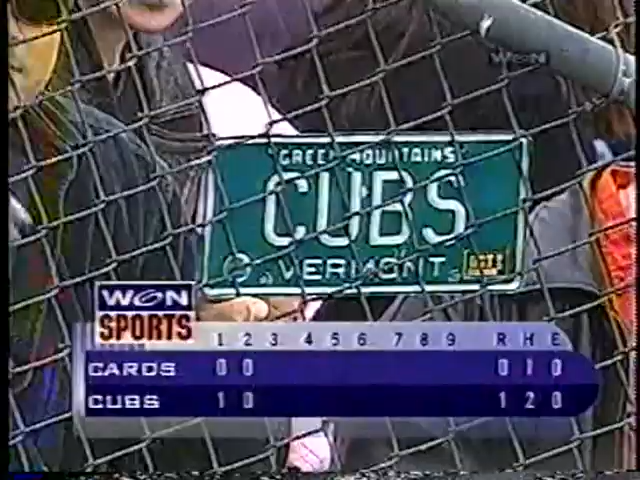 WGN
GREEN MOUNTAINS
CUBS
VERMONT
WGN
SPORTS
1 2 3 4 5 6 7 8 9 R H E
CARDS 0 0 0 1 0
CUBS 1 0 1 2 0